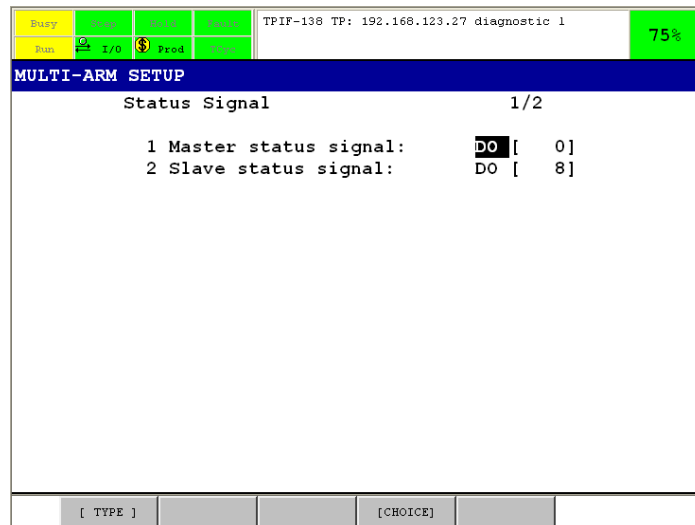 Busy Step Hold Fault TPIF-138 TP: 192.168.123.27 diagnostic 1
75%
Run I/O Prod TCyc
MULTI-ARM SETUP
Status Signal 1/2
1 Master status signal: DO [ 0]
2 Slave status signal: DO [ 8]
[ TYPE ] [CHOICE]